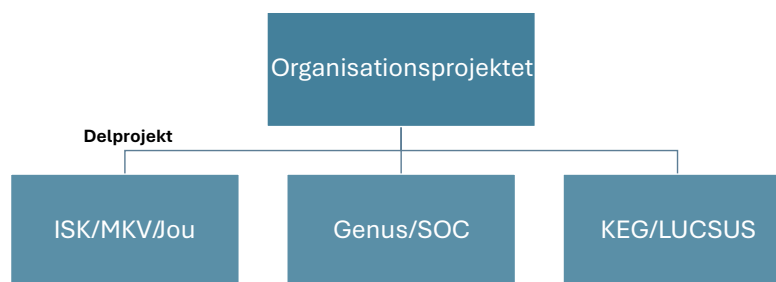 Organisationsprojektet
Delprojekt
ISK/MKV/Jou
Genus/SOC
KEG/LUCSUS